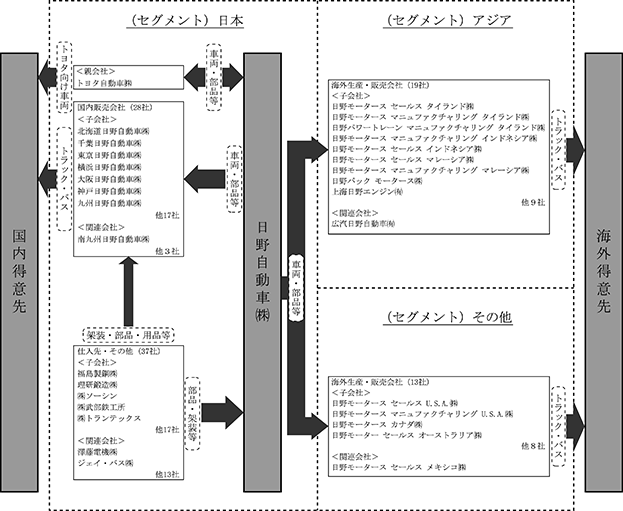 (セグメント) 日本
(セグメント) アジア
国内得意先
トヨタ向け車両
<親会社>
トヨタ自動車㈱
車両・部品等
トラック・バス
国内販売会社 (28社)
<子会社>
北海道日野自動車㈱
千葉日野自動車㈱
東京日野自動車㈱
横浜日野自動車㈱
大阪日野自動車㈱
神戸日野自動車㈱
九州日野自動車㈱
他17社
<関連会社>
南九州日野自動車㈱
他3社
車両・部品等
架装・部品・用品等
仕入先・その他 (37社)
<子会社>
福島製鋼㈱
理研鍛造㈱
㈱ソーシン
㈱武部鉄工所
㈱トランテックス
他17社
<関連会社>
澤藤電機㈱
ジェイ・バス㈱
他13社
部品・架装等
日野自動車㈱
車両・部品等
海外生産・販売会社 (19社)
<子会社>
日野モータース セールス タイランド㈱
日野モータース マニュファクチャリング タイランド㈱
日野パワートレーン マニュファクチャリング タイランド㈱
日野モータース マニュファクチャリング インドネシア㈱
日野モータース セールス インドネシア㈱
日野モータース セールス マレーシア㈱
日野モータース マニュファクチャリング マレーシア㈱
日野パック モータース㈱
上海日野エンジン㈲
他9社
<関連会社>
広汽日野自動車㈲
トラック・バス
(セグメント) その他
海外生産・販売会社 (13社)
<子会社>
日野モータース セールス U.S.A.㈱
日野モータース マニュファクチャリング U.S.A.㈱
日野モータース カナダ㈱
日野モーター セールス オーストラリア㈱
他8社
<関連会社>
日野モータース セールス メキシコ㈱
トラック・バス
海外得意先